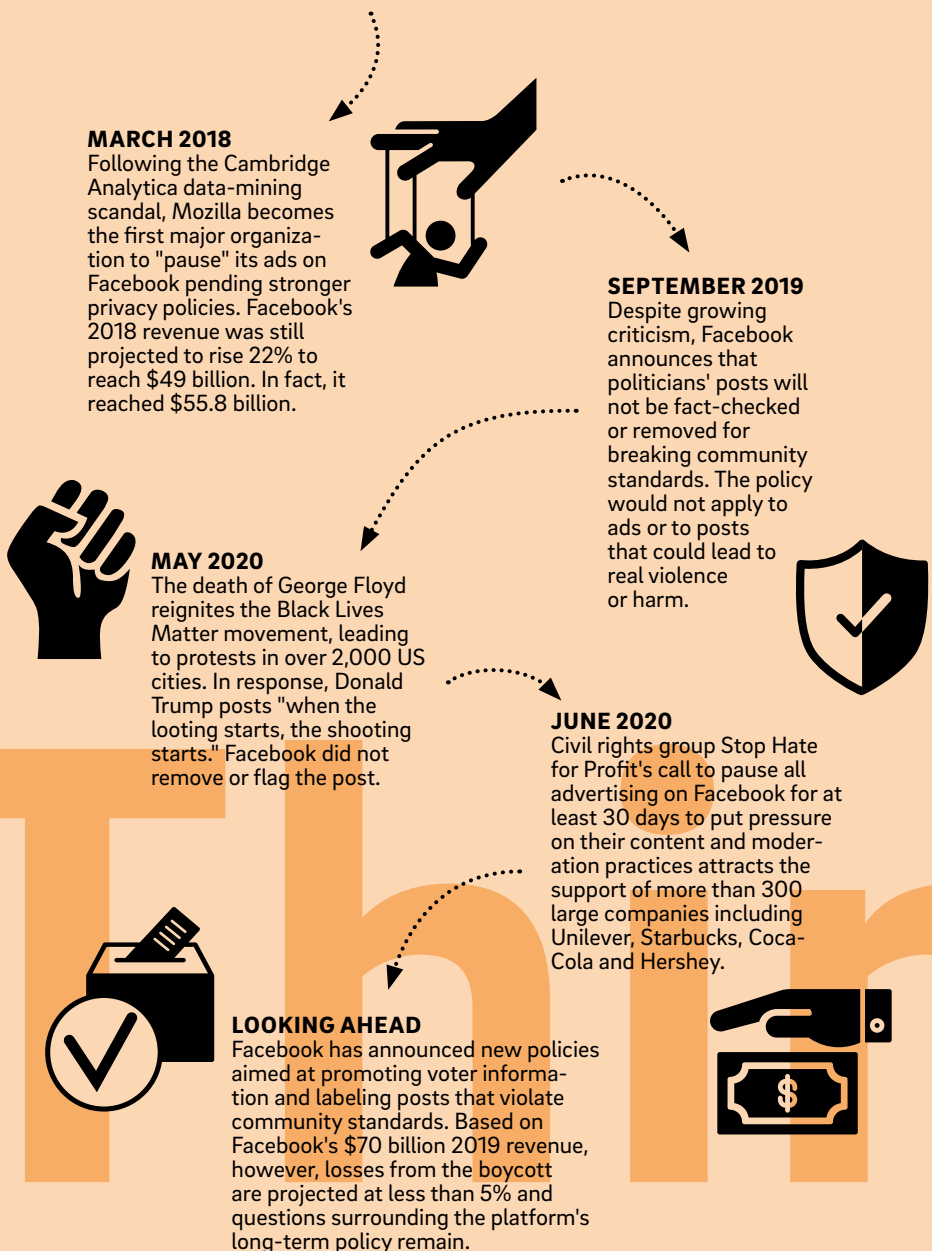 MARCH 2018
Following the Cambridge
Analytica data-mining
scandal, Mozilla becomes
the first major organiza-
tion to "pause" its ads on
Facebook pending stronger
privacy policies. Facebook's
2018 revenue was still
projected to rise 22% to
reach $49 billion. In fact, it
reached $55.8 billion.
SEPTEMBER 2019
Despite growing
criticism, Facebook
announces that
politicians' posts will
not be fact-checked
or removed for
breaking community
standards. The policy
would not apply to
ads or to posts
that could lead to
real violence
or harm.
MAY 2020
The death of George Floyd
reignites the Black Lives
Matter movement, leading
to protests in over 2,000 US
cities. In response, Donald
Trump posts "when the
looting starts, the shooting
starts." Facebook did not
remove or flag the post.
JUNE 2020
Civil rights group Stop Hate
for Profit's call to pause all
advertising on Facebook for at
least 30 days to put pressure
on their content and moder-
ation practices attracts the
support of more than 300
large companies including
Unilever, Starbucks, Coca-
Cola and Hershey.
$
LOOKING AHEAD
Facebook has announced new policies
aimed at promoting voter informa-
tion and labeling posts that violate
community standards. Based on
Facebook's $70 billion 2019 revenue,
however, losses from the boycott
are projected at less than 5% and
questions surrounding the platform's
long-term policy remain.
Thi